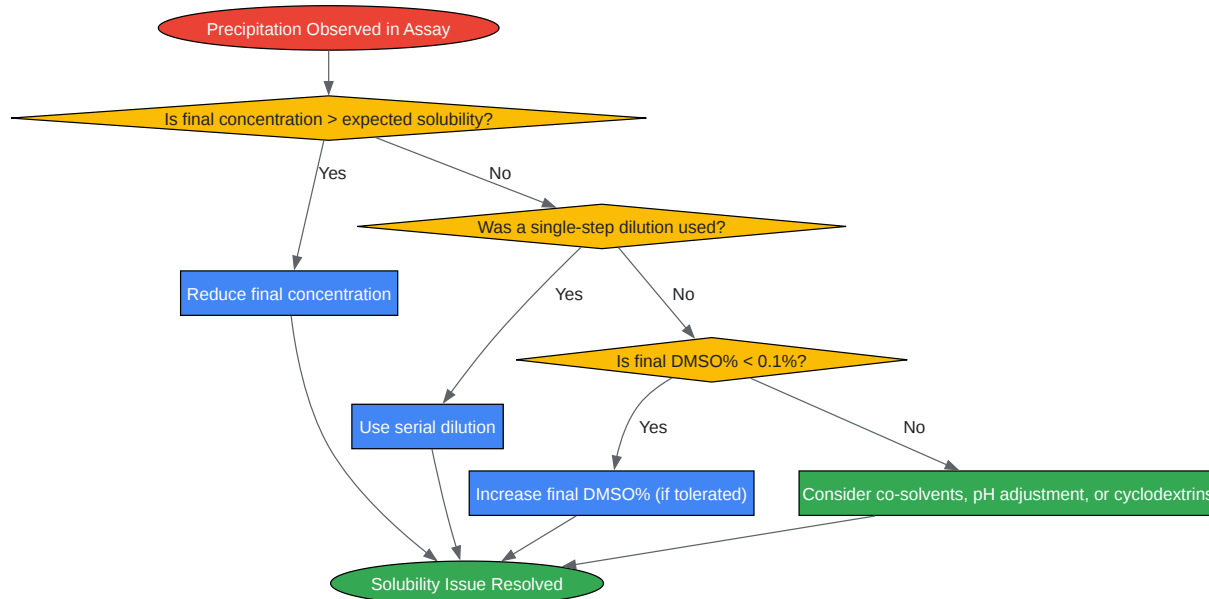 Precipitation Observed in Assay
Is final concentration > expected solubility?
Yes
No
Was a single-step dilution used?
Reduce final concentration
Yes
No
Is final DMSO% < 0.1%?
Use serial dilution
Yes
No
Increase final DMSO% (if tolerated)
Consider co-solvents, pH adjustment, or cyclodextrins
Solubility Issue Resolved